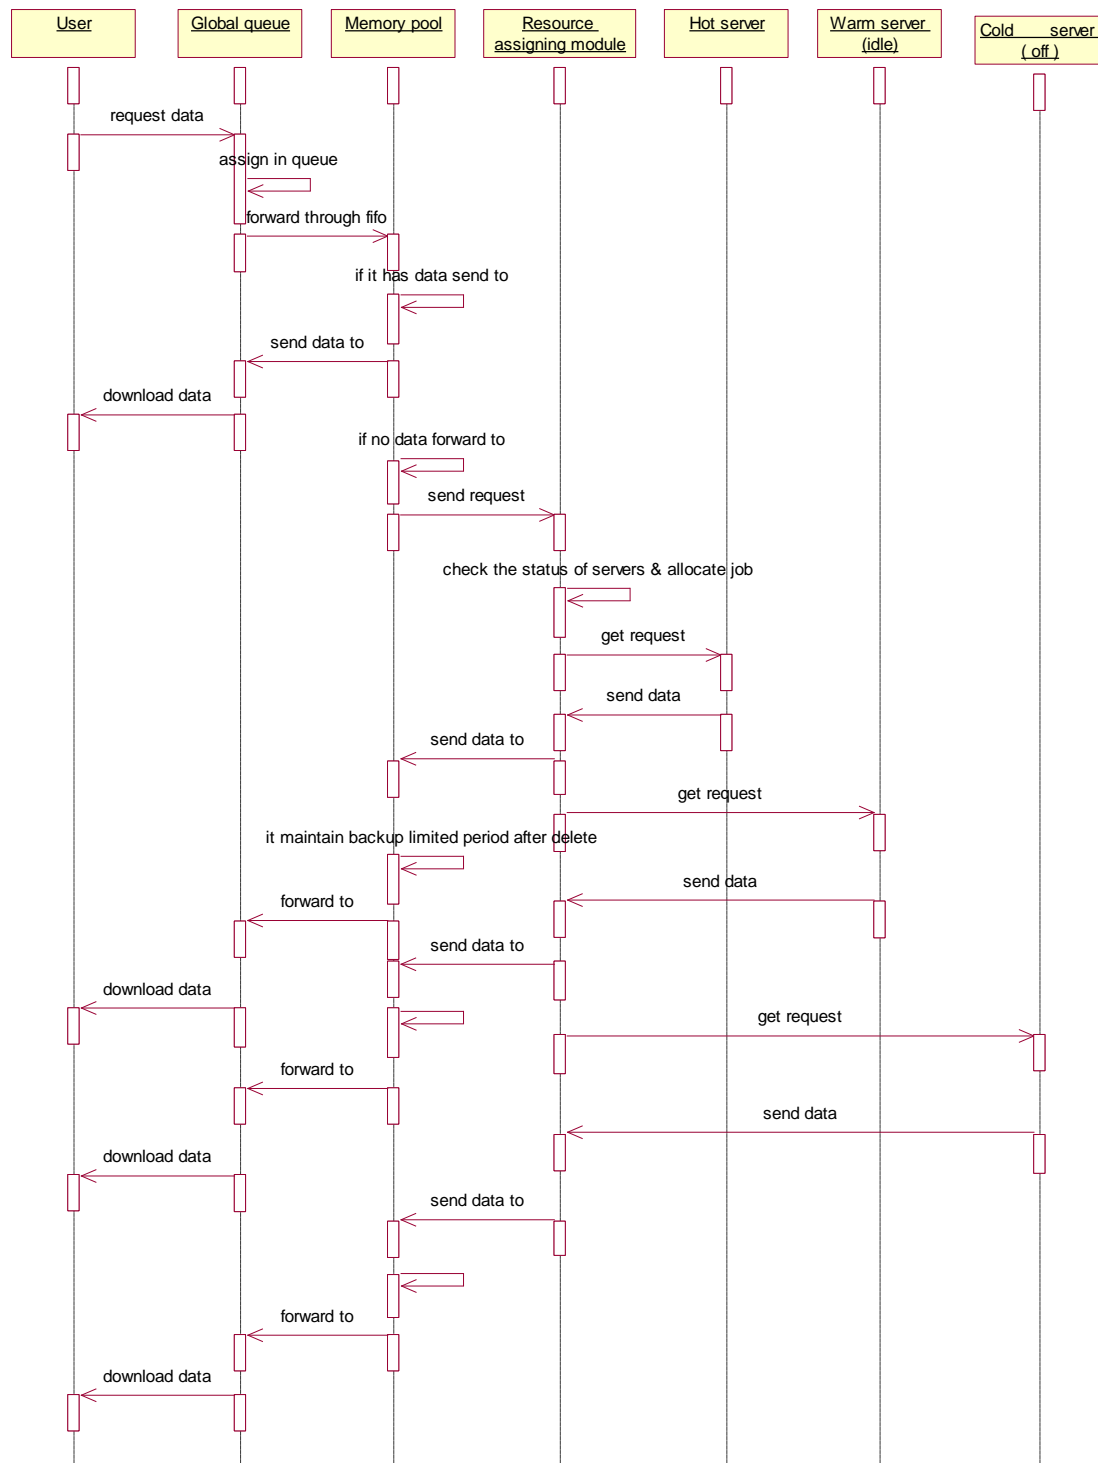 User
Global queue
Memory pool
Resource
assigning module
Hot server
Warm server
(idle)
Cold server
( off )
request data
assign in queue
forward through fifo
if it has data send to
send data to
download data
if no data forward to
send request
check the status of servers & allocate job
get request
send data
send data to
get request
it maintain backup limited period after delete
send data
forward to
send data to
download data
get request
forward to
send data
download data
send data to
forward to
download data